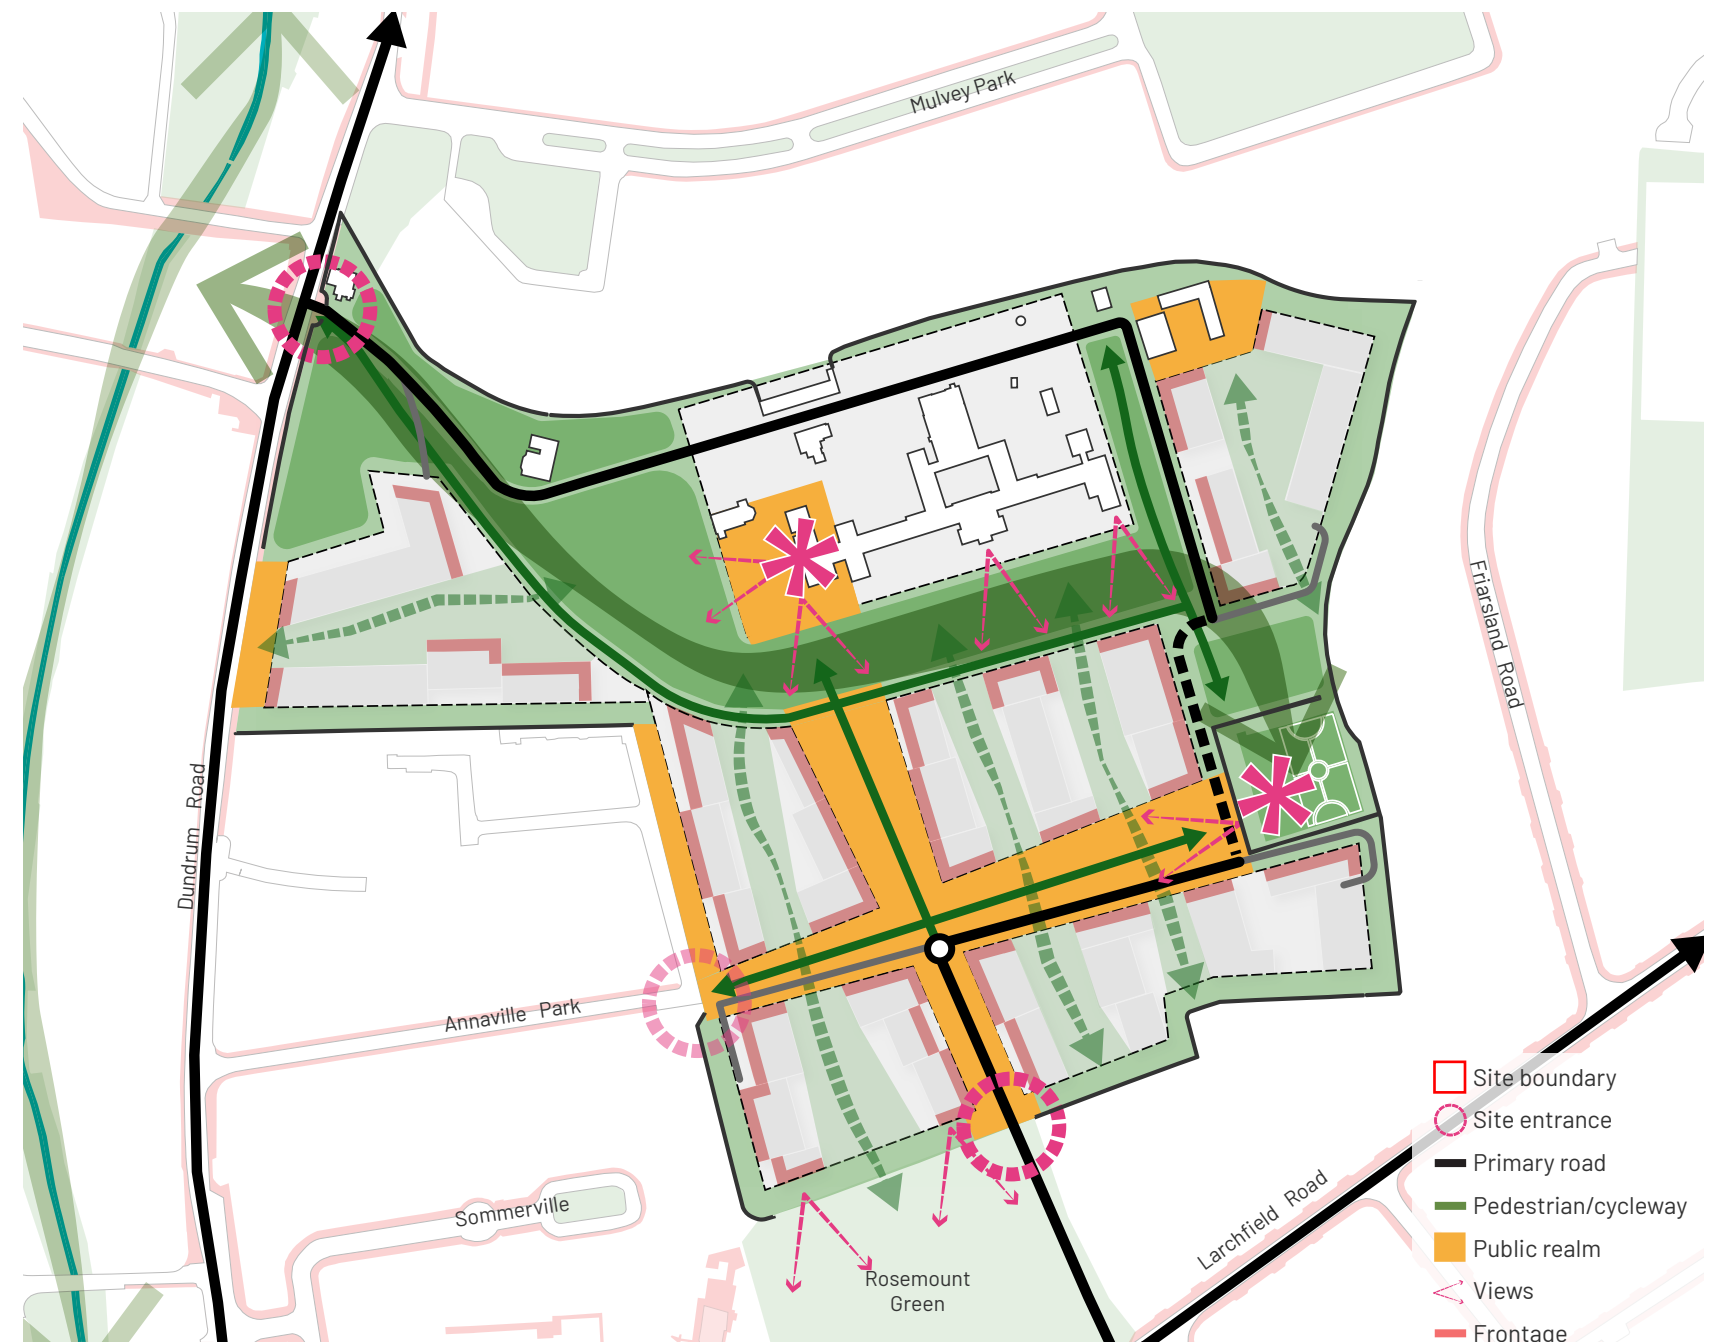 Mulvey Park
Friarsland Road
Dundrum Road
Annaville Park
Sommerville
Rosemount
Green
Larchfield Road
Site boundary
Site entrance
Primary road
Pedestrian/cycleway
Public realm
Views
Frontage